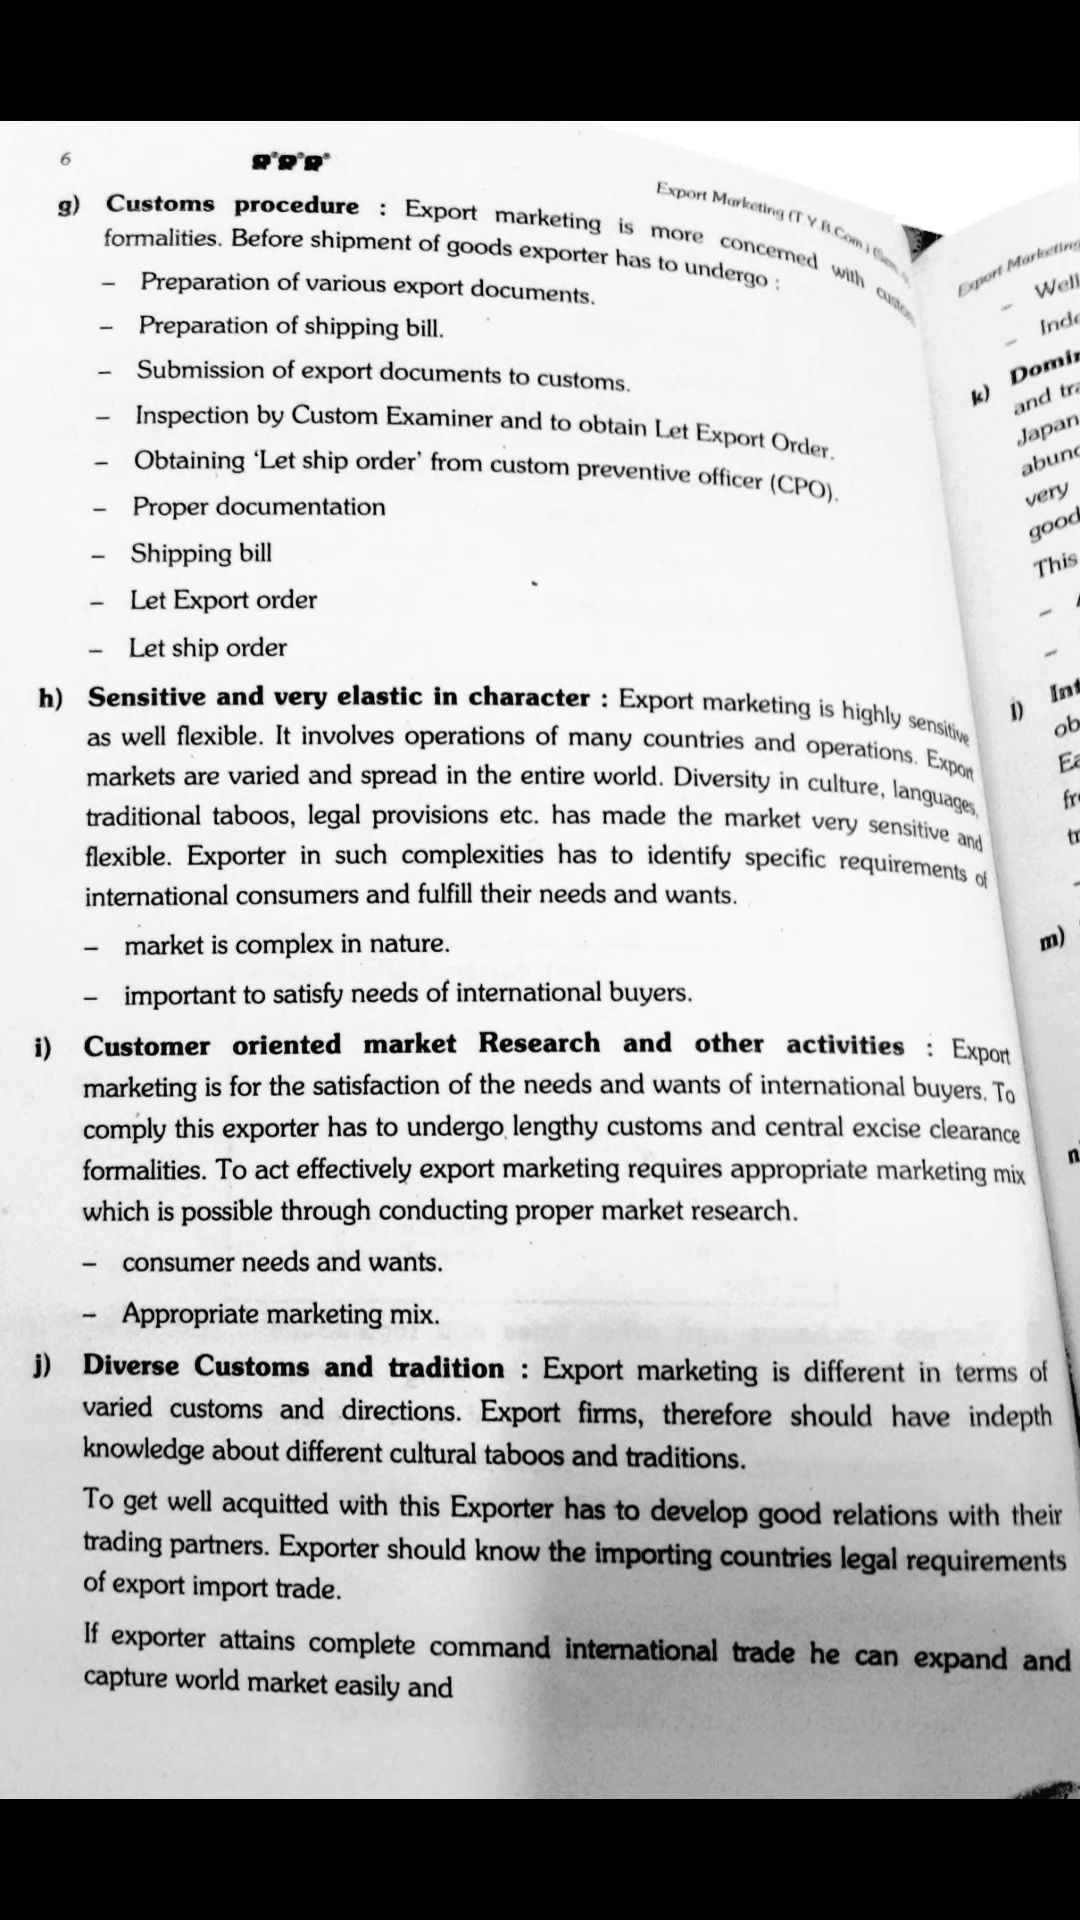 6
Export Marketing (T.Y.B.Com.)
g) Customs procedure : Export marketing is more concerned with custom
formalities. Before shipment of goods exporter has to undergo :
– Preparation of various export documents.
– Preparation of shipping bill.
– Submission of export documents to customs.
– Inspection by Custom Examiner and to obtain Let Export Order.
– Obtaining ‘Let ship order’ from custom preventive officer (CPO).
– Proper documentation
– Shipping bill
– Let Export order
– Let ship order
h) Sensitive and very elastic in character : Export marketing is highly sensitive
as well flexible. It involves operations of many countries and operations. Export
markets are varied and spread in the entire world. Diversity in culture, languages,
traditional taboos, legal provisions etc. has made the market very sensitive and
flexible. Exporter in such complexities has to identify specific requirements of
international consumers and fulfill their needs and wants.
– market is complex in nature.
– important to satisfy needs of international buyers.
i) Customer oriented market Research and other activities : Export
marketing is for the satisfaction of the needs and wants of international buyers. To
comply this exporter has to undergo lengthy customs and central excise clearance
formalities. To act effectively export marketing requires appropriate marketing mix
which is possible through conducting proper market research.
– consumer needs and wants.
– Appropriate marketing mix.
j) Diverse Customs and tradition : Export marketing is different in terms of
varied customs and directions. Export firms, therefore should have indepth
knowledge about different cultural taboos and traditions.
To get well acquitted with this Exporter has to develop good relations with their
trading partners. Exporter should know the importing countries legal requirements
of export import trade.
If exporter attains complete command international trade he can expand and
capture world market easily and
Export Marketing
– Well
–
k)
and
Japan
very
good
This
–
–
l)
m)